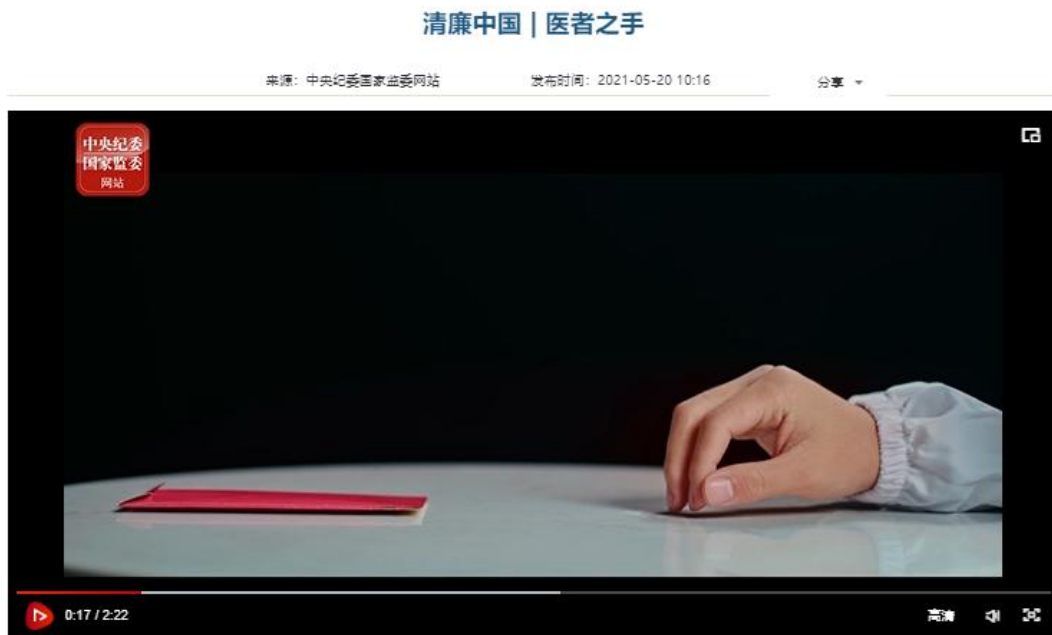 清廉中国 | 医者之手
来源：中央纪委国家监委网站 发布时间：2021-05-20 10:16 分享
中央纪委
国家监委
网站
0:17 / 2:22 高清